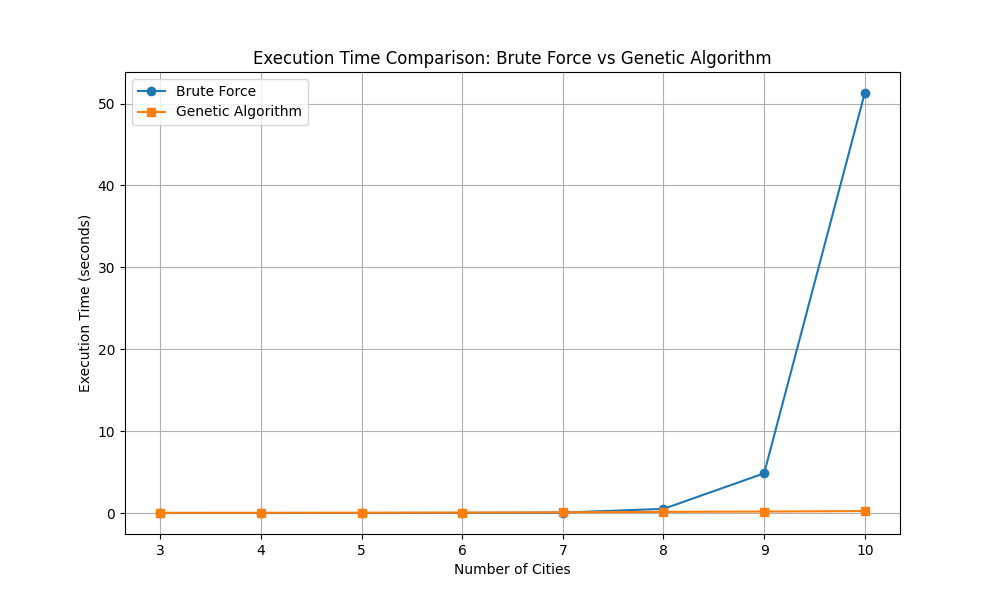 Execution Time Comparison: Brute Force vs Genetic Algorithm
Brute Force
Genetic Algorithm
50
40
30
20
10
0
Execution Time (seconds)
3 4 5 6 7 8 9 10
Number of Cities